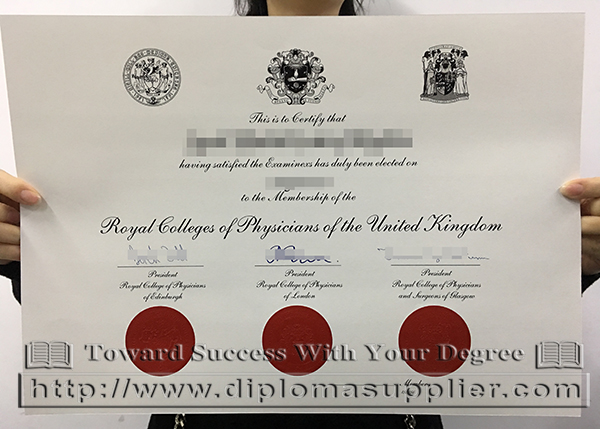 This is to Certify that
having satisfied the Examinexs has duly been elected on
to the Membership of the
Royal Colleges of Physicians of the United Kingdom
President
Royal College of Physicians
of Edinburgh
President
Royal College of Physicians
of London
President
Royal College of Physicians
and Surgeons of Glasgow
Toward Success With Your Degree
http://www.diplomasupplier.com